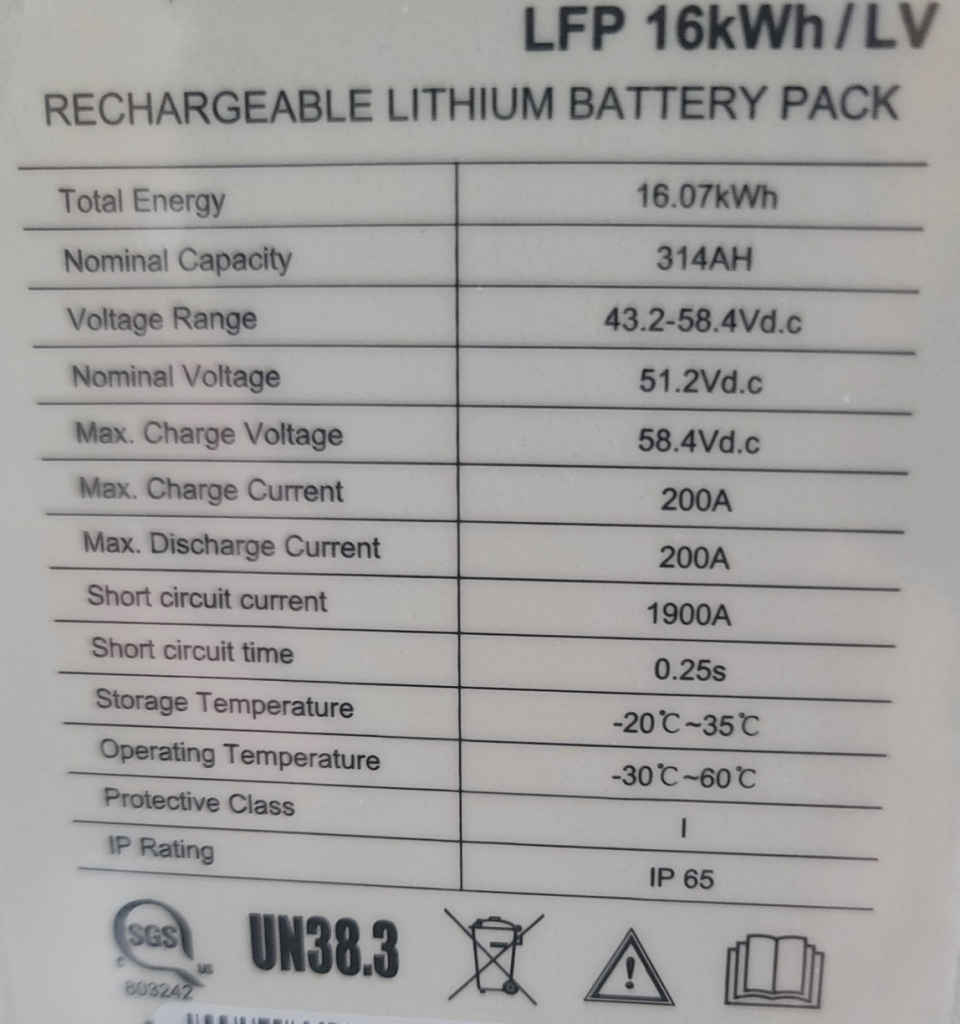 LFP 16kWh/LV
RECHARGEABLE LITHIUM BATTERY PACK
Total Energy 16.07kWh
Nominal Capacity 314AH
Voltage Range 43.2-58.4Vd.c
Nominal Voltage 51.2Vd.c
Max. Charge Voltage 58.4Vd.c
Max. Charge Current 200A
Max. Discharge Current 200A
Short circuit current 1900A
Short circuit time 0.25s
Storage Temperature -20℃~35℃
Operating Temperature -30℃~60℃
Protective Class I
IP Rating IP 65
SGS
c us
803242
UN38.3